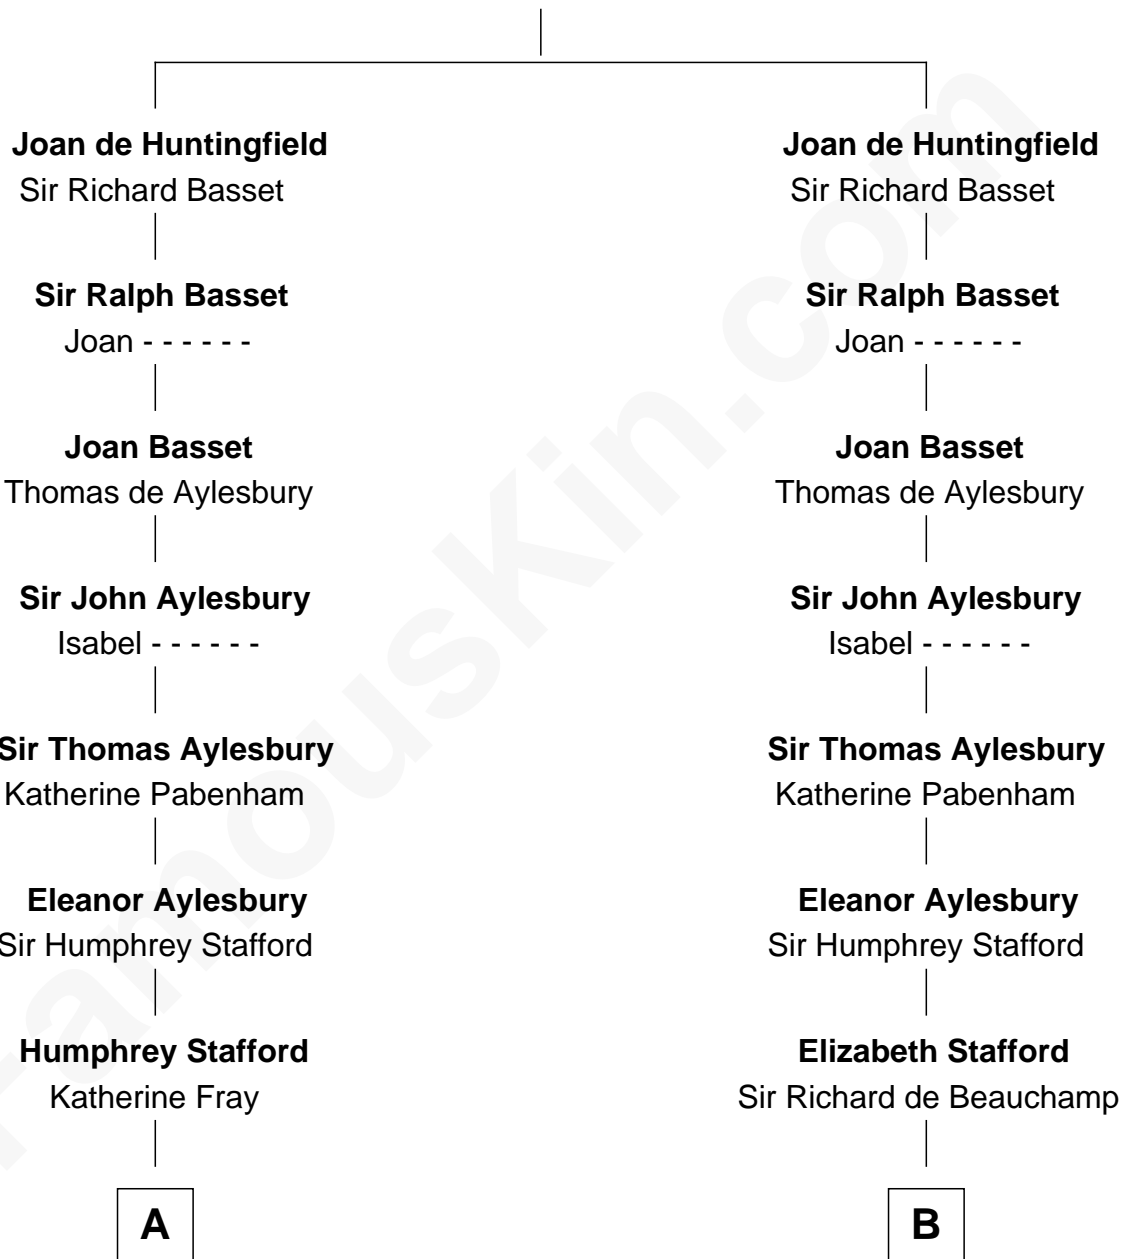 Joan de Huntingfield
Sir Richard Basset
Sir Ralph Basset
Joan - - - - - -
Joan Basset
Thomas de Aylesbury
Sir John Aylesbury
Isabel - - - - - -
Sir Thomas Aylesbury
Katherine Pabenham
Eleanor Aylesbury
Sir Humphrey Stafford
Humphrey Stafford
Katherine Fray
A
Joan de Huntingfield
Sir Richard Basset
Sir Ralph Basset
Joan - - - - - -
Joan Basset
Thomas de Aylesbury
Sir John Aylesbury
Isabel - - - - - -
Sir Thomas Aylesbury
Katherine Pabenham
Eleanor Aylesbury
Sir Humphrey Stafford
Elizabeth Stafford
Sir Richard de Beauchamp
B
FamousKin.com